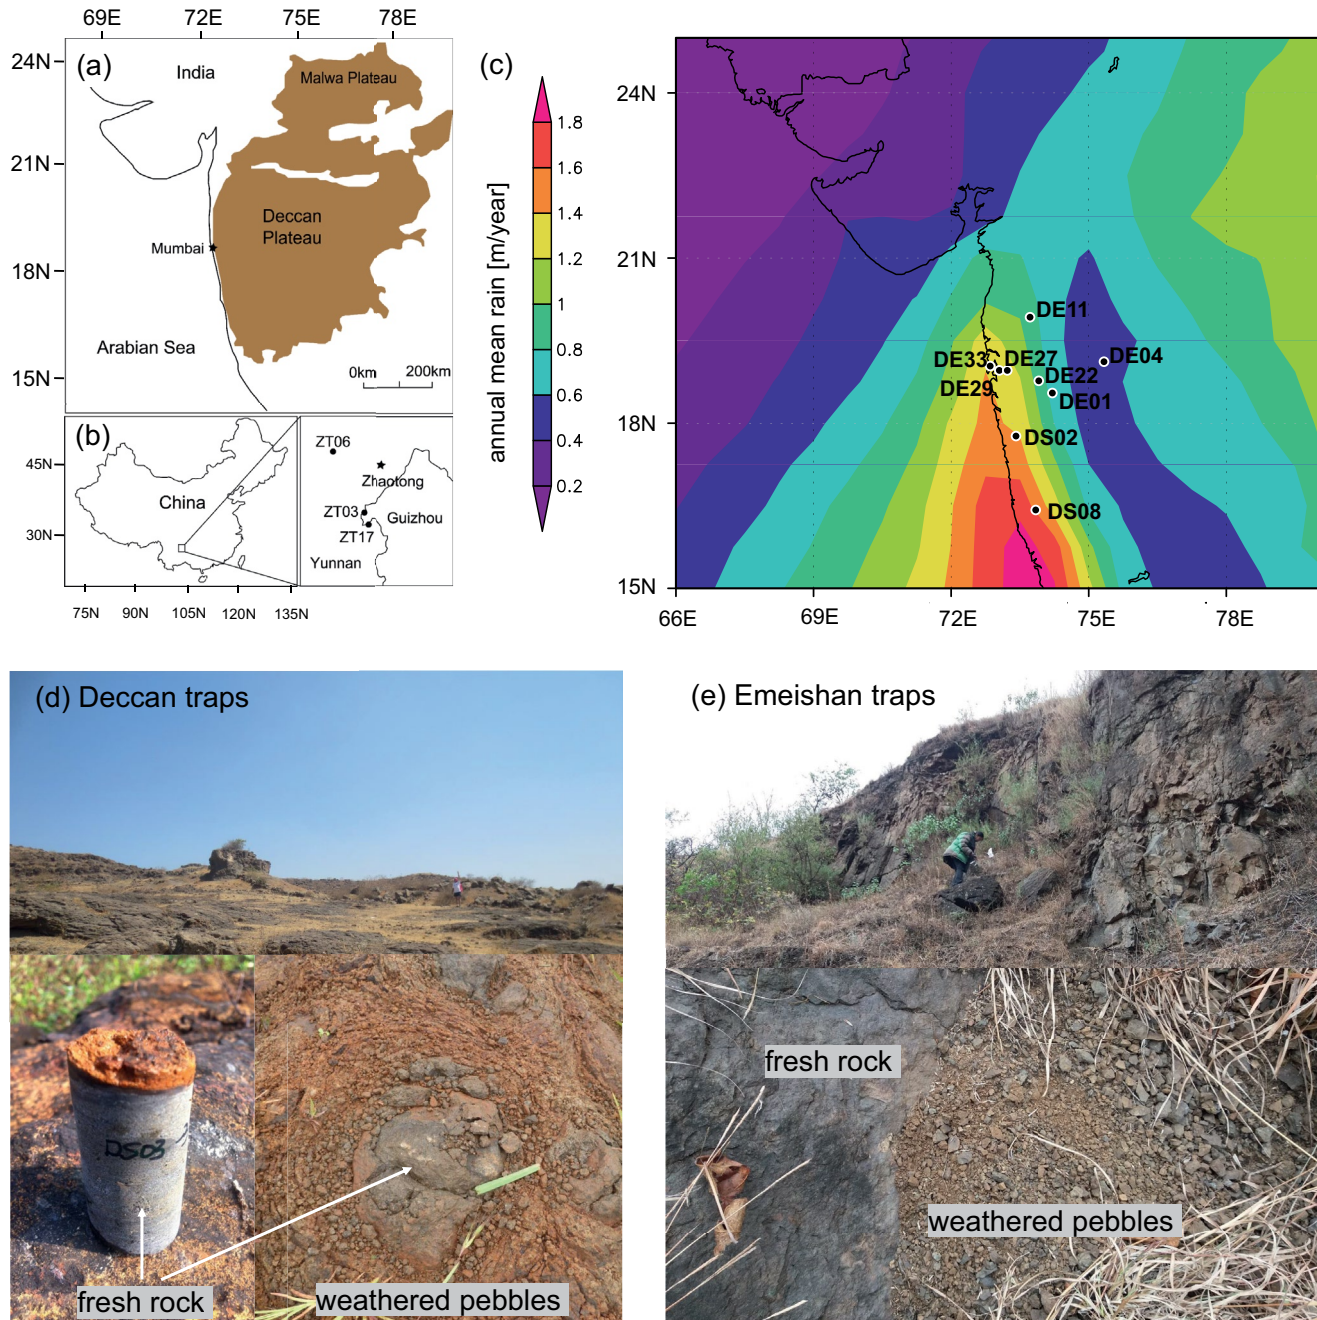 69E 72E 75E 78E
24N
21N
18N
15N
(a)
India
Malwa Plateau
Deccan
Plateau
Mumbai
Arabian Sea
0km 200km
(b)
45N
30N
China
75N 90N 105N 120N 135N
ZT06
Zhaotong
ZT03
Guizhou
ZT17
Yunnan
(c)
annual mean rain [m/year]
1.8
1.6
1.4
1.2
1
0.8
0.6
0.4
0.2
24N
21N
18N
15N
66E 69E 72E 75E 78E
DE11
DE33 DE27 DE04
DE22
DE29 DE01
DS02
DS08
(d) Deccan traps
DS03
fresh rock
weathered pebbles
(e) Emeishan traps
fresh rock
weathered pebbles